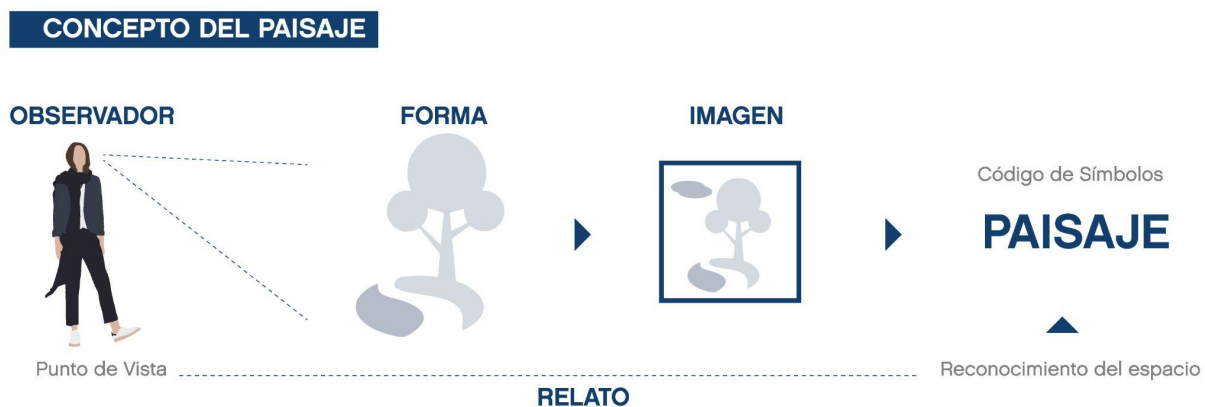 CONCEPTO DEL PAISAJE
OBSERVADOR
FORMA
IMAGEN
Código de Símbolos
PAISAJE
Punto de Vista
Reconocimiento del espacio
RELATO